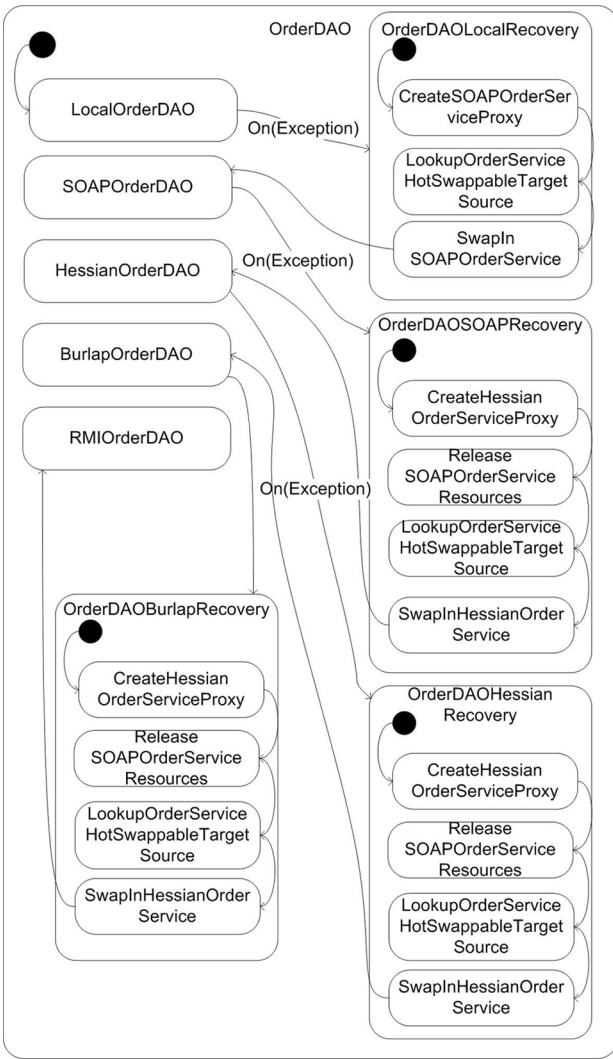 OrderDAO
LocalOrderDAO
On(Exception)
SOAPOrderDAO
HessianOrderDAO
On(Exception)
BurlapOrderDAO
RMIOrderDAO
On(Exception)
OrderDAOLocalRecovery
CreateSOAPOrderSer
viceProxy
LookupOrderService
HotSwappableTarget
Source
SwapIn
SOAPOrderService
OrderDAOSOAPRecovery
CreateHessian
OrderServiceProxy
Release
SOAPOrderService
Resources
LookupOrderService
HotSwappableTarget
Source
SwapInHessianOrder
Service
OrderDAOBurlapRecovery
CreateHessian
OrderServiceProxy
Release
SOAPOrderService
Resources
LookupOrderService
HotSwappableTarget
Source
SwapInHessianOrder
Service
OrderDAOHessian
Recovery
CreateHessian
OrderServiceProxy
Release
SOAPOrderService
Resources
LookupOrderService
HotSwappableTarget
Source
SwapInHessianOrder
Service